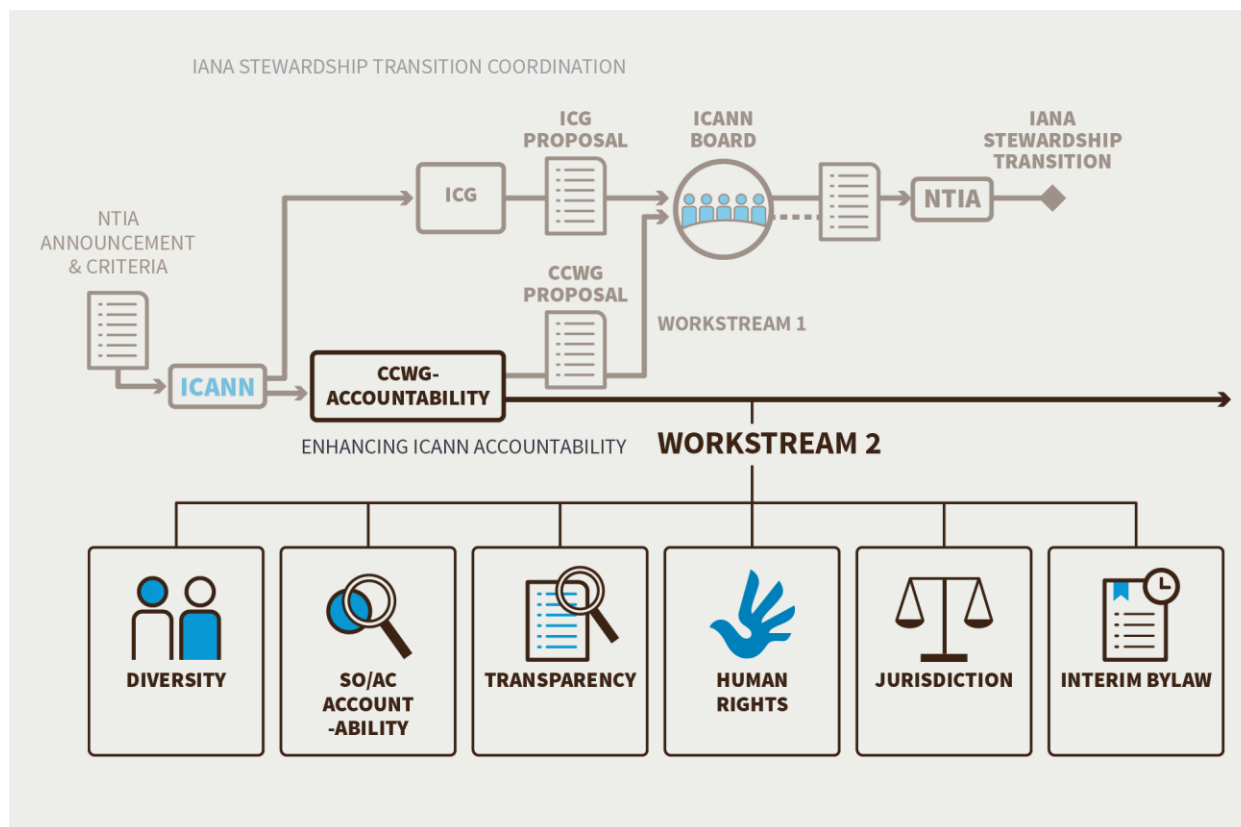 IANA STEWARDSHIP TRANSITION COORDINATION
ICG
PROPOSAL
ICANN
BOARD
IANA
STEWARDSHIP
TRANSITION
ICG
NTIA
NTIA
ANNOUNCEMENT
& CRITERIA
CCWG
PROPOSAL
WORKSTREAM 1
ICANN
CCWG-
ACCOUNTABILITY
ENHANCING ICANN ACCOUNTABILITY
WORKSTREAM 2
DIVERSITY
SO/AC
ACCOUNT
-ABILITY
TRANSPARENCY
HUMAN
RIGHTS
JURISDICTION
INTERIM BYLAW